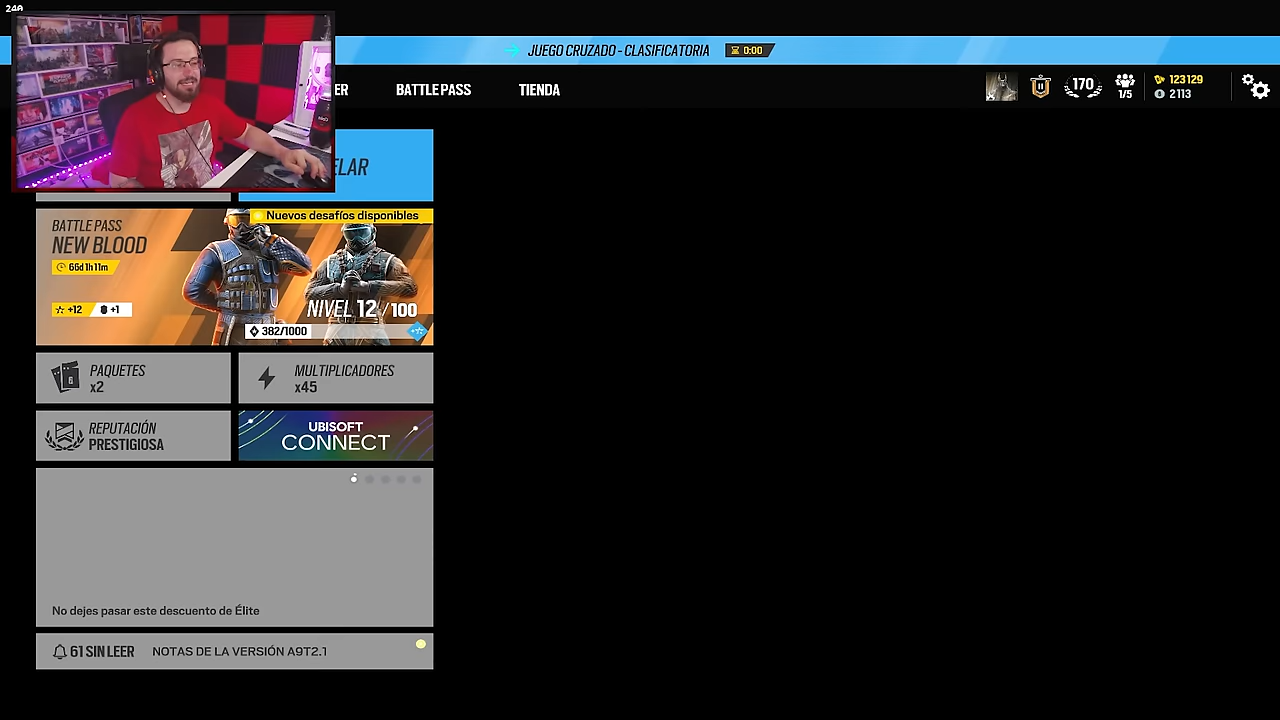 240
JUEGO CRUZADO - CLASIFICATORIA
0:00
ER
BATTLE PASS
TIENDA
II
170
1/5
123129
2113
ELAR
Nuevos desafíos disponibles
BATTLE PASS
NEW BLOOD
66d 1h 11m
+12
+1
NIVEL 12 / 100
382/1000
PAQUETES
x2
MULTIPLICADORES
x45
REPUTACIÓN
PRESTIGIOSA
UBISOFT
CONNECT
No dejes pasar este descuento de Élite
61 SIN LEER
NOTAS DE LA VERSIÓN A9T2.1